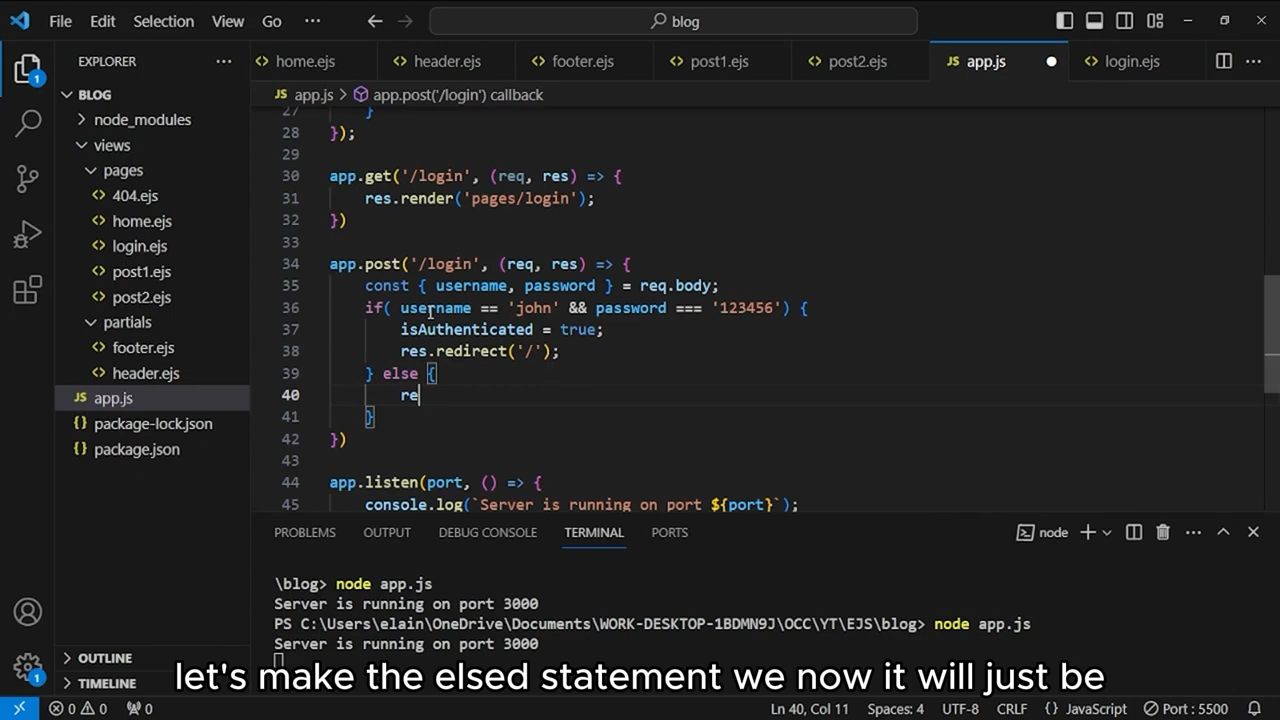 File Edit Selection View Go ··· blog
EXPLORER ···
home.ejs header.ejs footer.ejs post1.ejs post2.ejs JS app.js login.ejs ···
JS app.js > app.post('/login') callback
BLOG
node_modules
views
pages
404.ejs
home.ejs
login.ejs
post1.ejs
post2.ejs
partials
footer.ejs
header.ejs
JS app.js
{} package-lock.json
{} package.json
OUTLINE
TIMELINE
1
1
27 }
28 });
29
30 app.get('/login', (req, res) => {
31 res.render('pages/login');
32 })
33
34 app.post('/login', (req, res) => {
35 const { username, password } = req.body;
36 if( username == 'john' && password === '123456') {
37 isAuthenticated = true;
38 res.redirect('/');
39 } else {
40 re
41 }
42 })
43
44 app.listen(port, () => {
45 console.log(`Server is running on port ${port}`);
PROBLEMS OUTPUT DEBUG CONSOLE TERMINAL PORTS node ···
\blog> node app.js
Server is running on port 3000
PS C:\Users\elain\OneDrive\Documents\WORK-DESKTOP-1BDMN9J\OCC\YT\EJS\blog> node app.js
Server is running on port 3000
let's make the elsed statement we now it will just be
0 0 0 Ln 40, Col 11 Spaces: 4 UTF-8 CRLF {} JavaScript Port : 5500